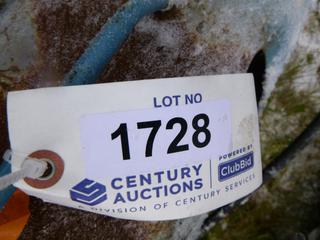 LOT NO
1728
CENTURY
AUCTIONS
POWERED BY
ClubBid
A DIVISION OF CENTURY SERVICES